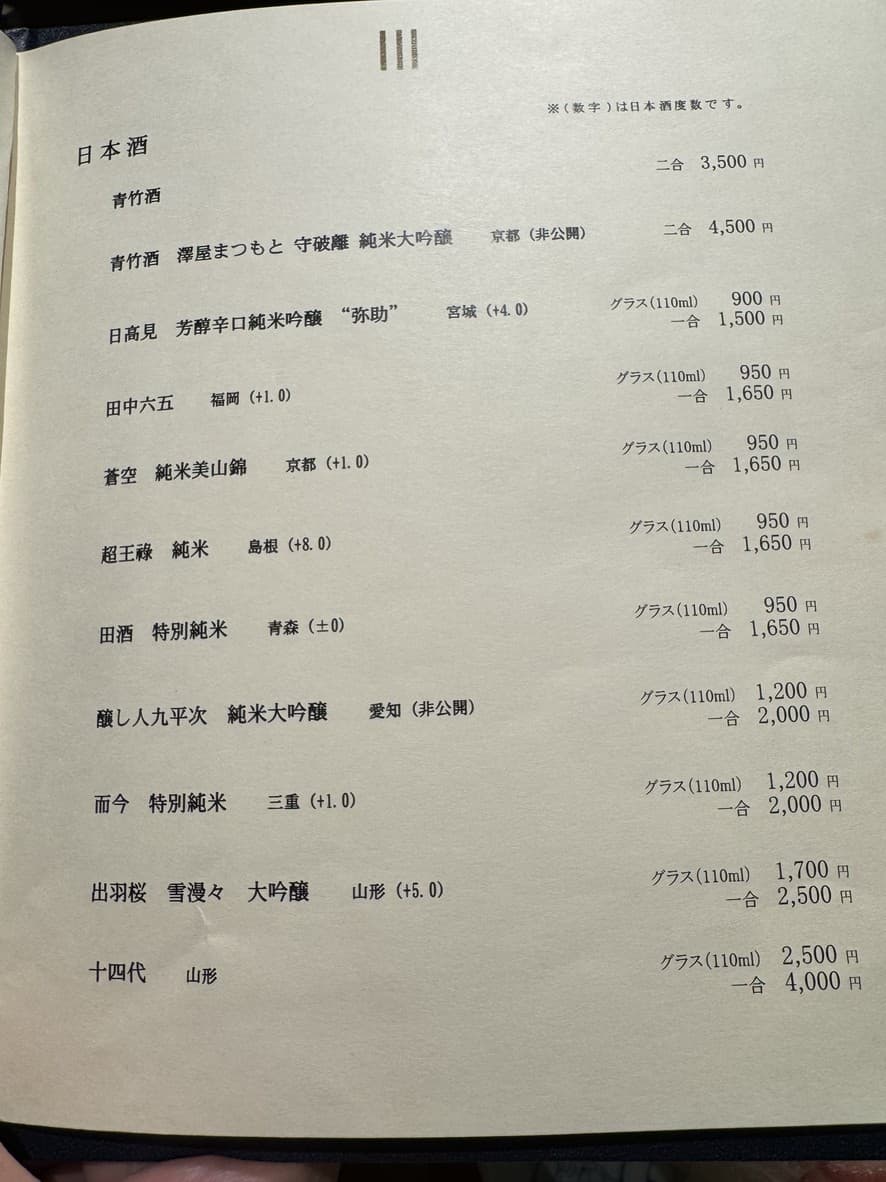 ※(数字)は日本酒度数です。
日本酒
青竹酒 二合 3,500 円
青竹酒 澤屋まつもと 守破離 純米大吟醸 京都 (非公開) 二合 4,500 円
日高見 芳醇辛口純米吟醸 “弥助” 宮城 (+4.0) グラス(110ml) 900 円
一合 1,500 円
田中六五 福岡 (+1.0) グラス(110ml) 950 円
一合 1,650 円
蒼空 純米美山錦 京都 (+1.0) グラス(110ml) 950 円
一合 1,650 円
超王祿 純米 島根 (+8.0) グラス(110ml) 950 円
一合 1,650 円
田酒 特別純米 青森 (±0) グラス(110ml) 950 円
一合 1,650 円
醸し人九平次 純米大吟醸 愛知 (非公開) グラス(110ml) 1,200 円
一合 2,000 円
而今 特別純米 三重 (+1.0) グラス(110ml) 1,200 円
一合 2,000 円
出羽桜 雪漫々 大吟醸 山形 (+5.0) グラス(110ml) 1,700 円
一合 2,500 円
十四代 山形 グラス(110ml) 2,500 円
一合 4,000 円